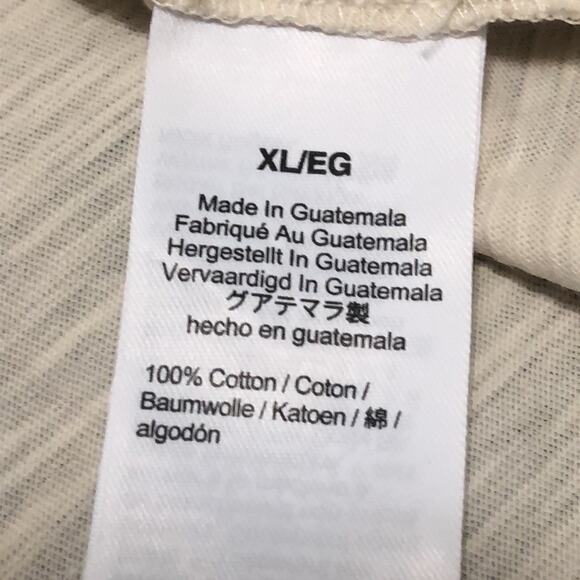 XL/EG
Made In Guatemala
Fabriqué Au Guatemala
Hergestellt In Guatemala
Vervaardigd In Guatemala
グアテマラ製
hecho en guatemala
100% Cotton / Coton /
Baumwolle / Katoen / 綿 /
algodón